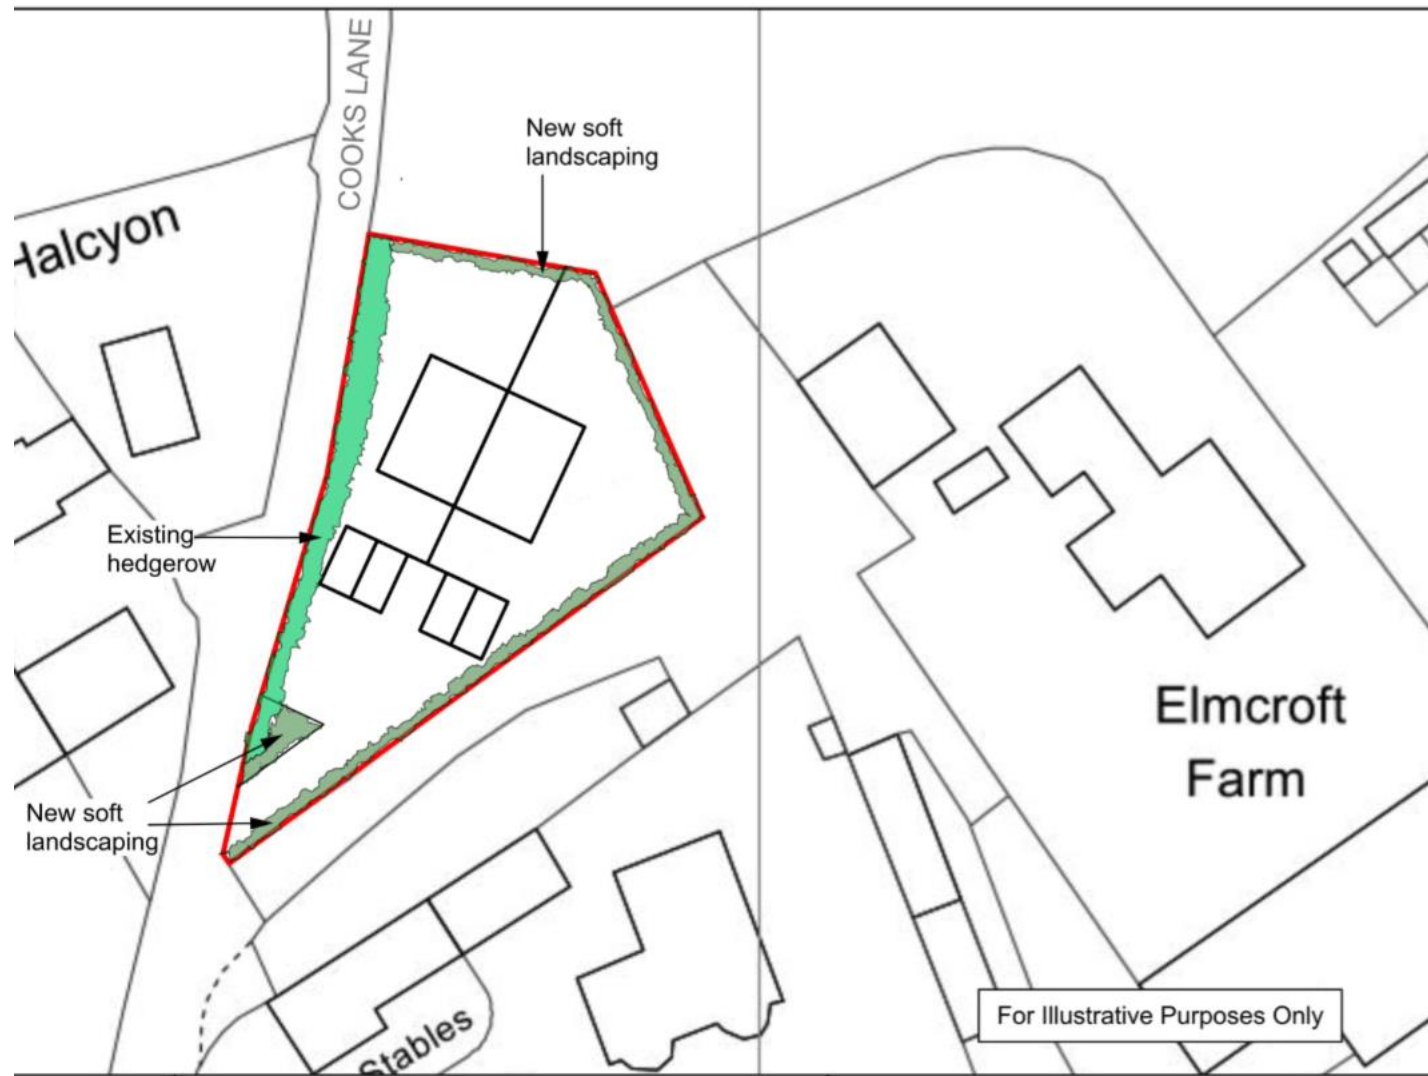 COOKS LANE
New soft
landscaping
Halcyon
Existing
hedgerow
Elmcroft
Farm
New soft
landscaping
For Illustrative Purposes Only
Stables